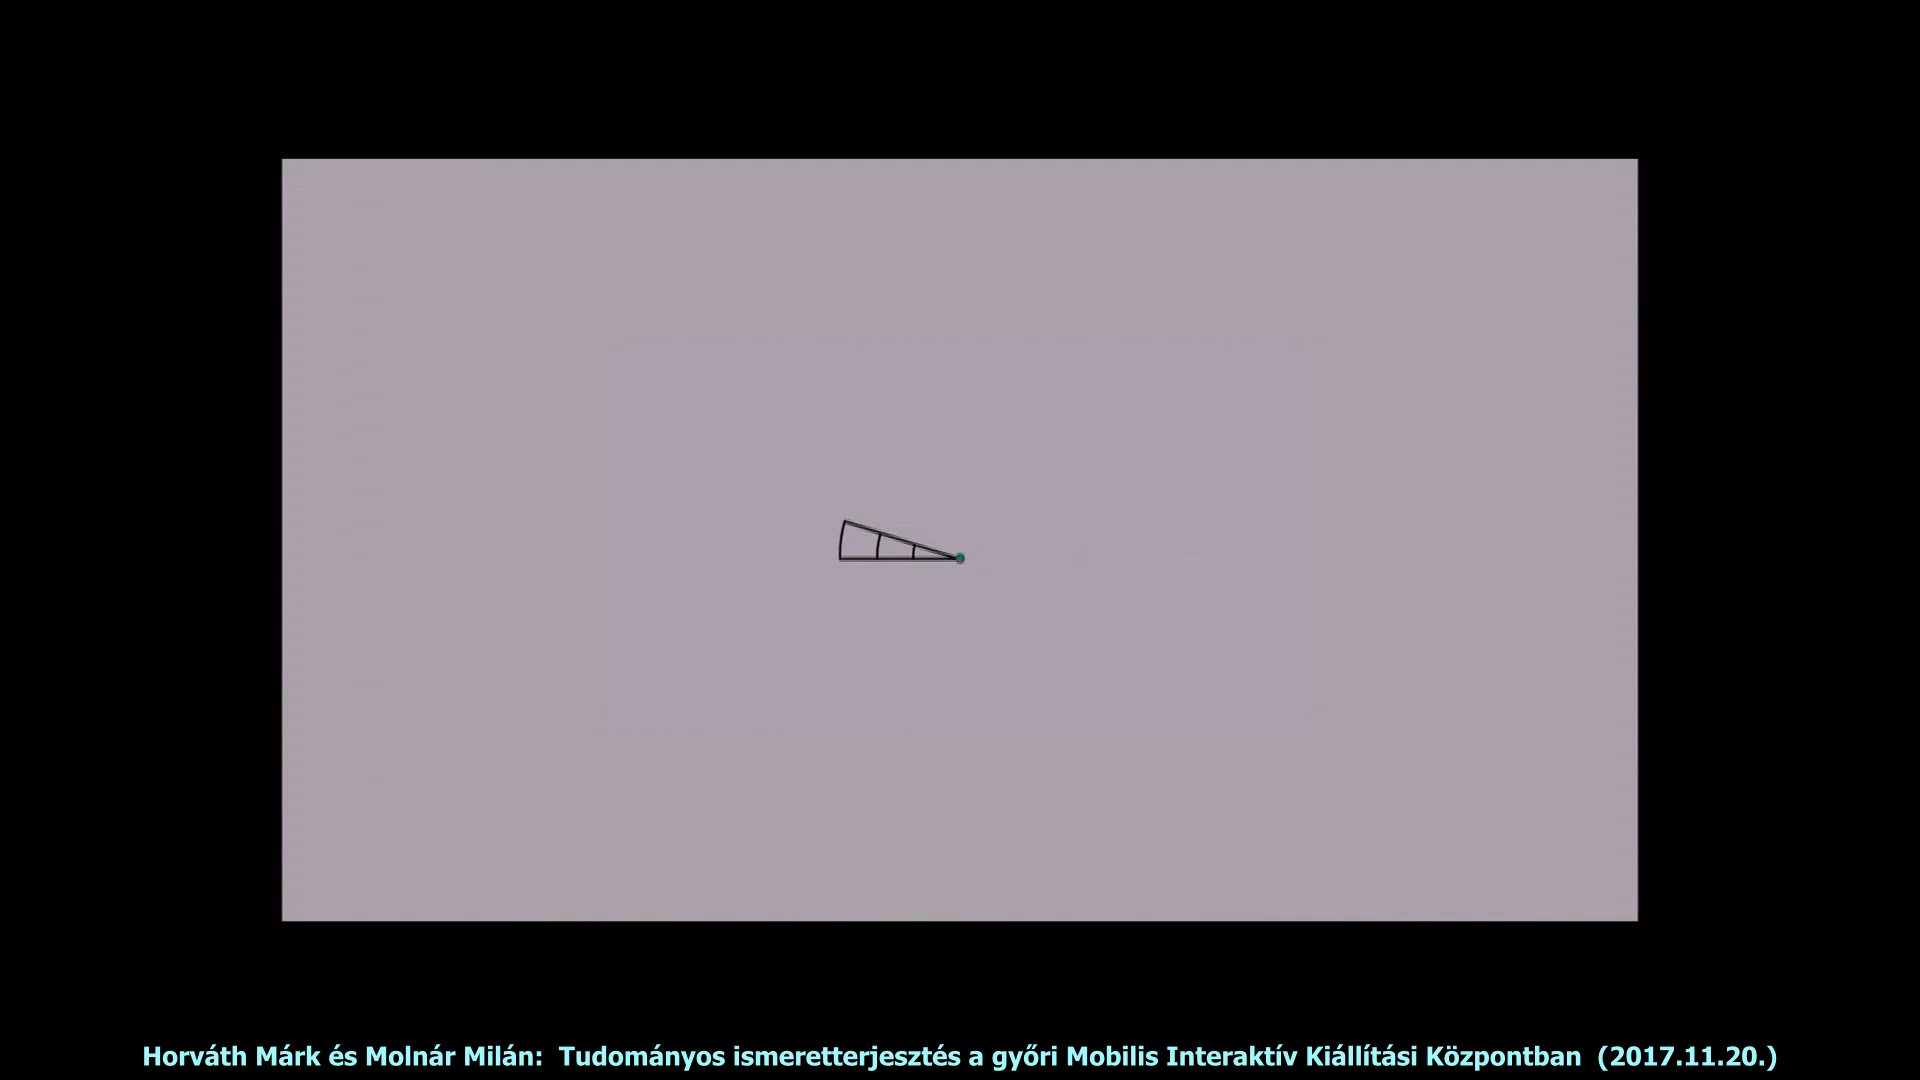 Horváth Márk és Molnár Milán:  Tudományos ismeretterjesztés a győri Mobilis Interaktív Kiállítási Központban  (2017.11.20.)